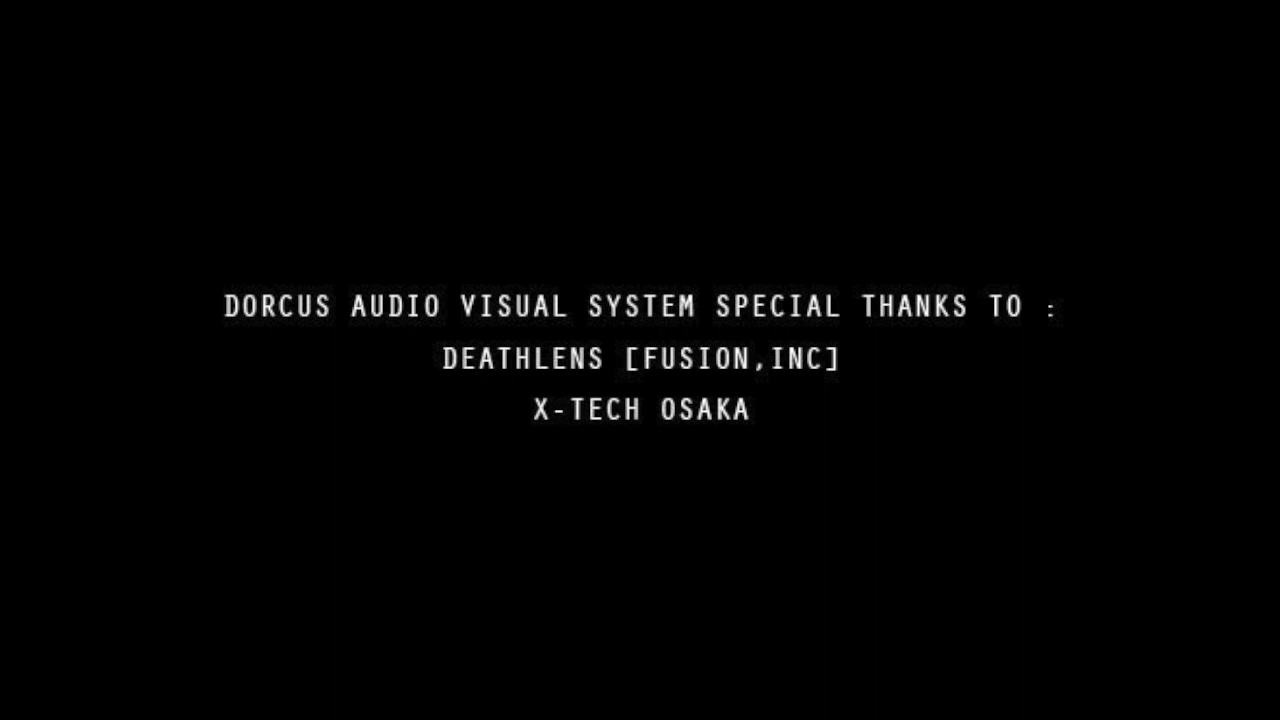 DORCUS AUDIO VISUAL SYSTEM SPECIAL THANKS TO :
DEATHLENS [FUSION,INC]
X-TECH OSAKA